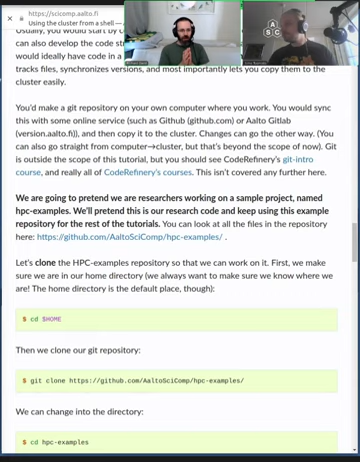 https://scicomp.aalto.fi
Using the cluster from a shell —
Usually, you would start by c
can also develop the code str
would ideally have code in a
tracks files, synchronizes versions, and most importantly lets you copy them to the
cluster easily.
You'd make a git repository on your own computer where you work. You would sync
this with some online service (such as Github (github.com) or Aalto Gitlab
(version.aalto.fi)), and then copy it to the cluster. Changes can go the other way. (You
can also go straight from computer→cluster, but that's beyond the scope of now). Git
is outside the scope of this tutorial, but you should see CodeRefinery's git-intro
course, and really all of CodeRefinery's courses. This isn't covered any further here.
We are going to pretend we are researchers working on a sample project, named
hpc-examples. We'll pretend this is our research code and keep using this example
repository for the rest of the tutorials. You can look at all the files in the repository
here: https://github.com/AaltoSciComp/hpc-examples/ .
Let's clone the HPC-examples repository so that we can work on it. First, we make
sure we are in our home directory (we always want to make sure we know where we
are! The home directory is the default place, though):
$ cd $HOME
Then we clone our git repository:
$ git clone https://github.com/AaltoSciComp/hpc-examples/
We can change into the directory:
$ cd hpc-examples